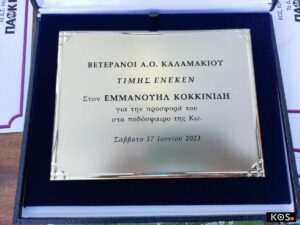 ΒΕΤΕΡΑΝΟΙ Α.Ο. ΚΑΛΑΜΑΚΙΟΥ
ΤΙΜΗΣ ΕΝΕΚΕΝ
Στον ΕΜΜΑΝΟΥΗΛ ΚΟΚΚΙΝΙΔΗ
για την προσφορά του
στο ποδόσφαιρο της Κω.
Σάββατο 17 Ιουνίου 2023
KOS